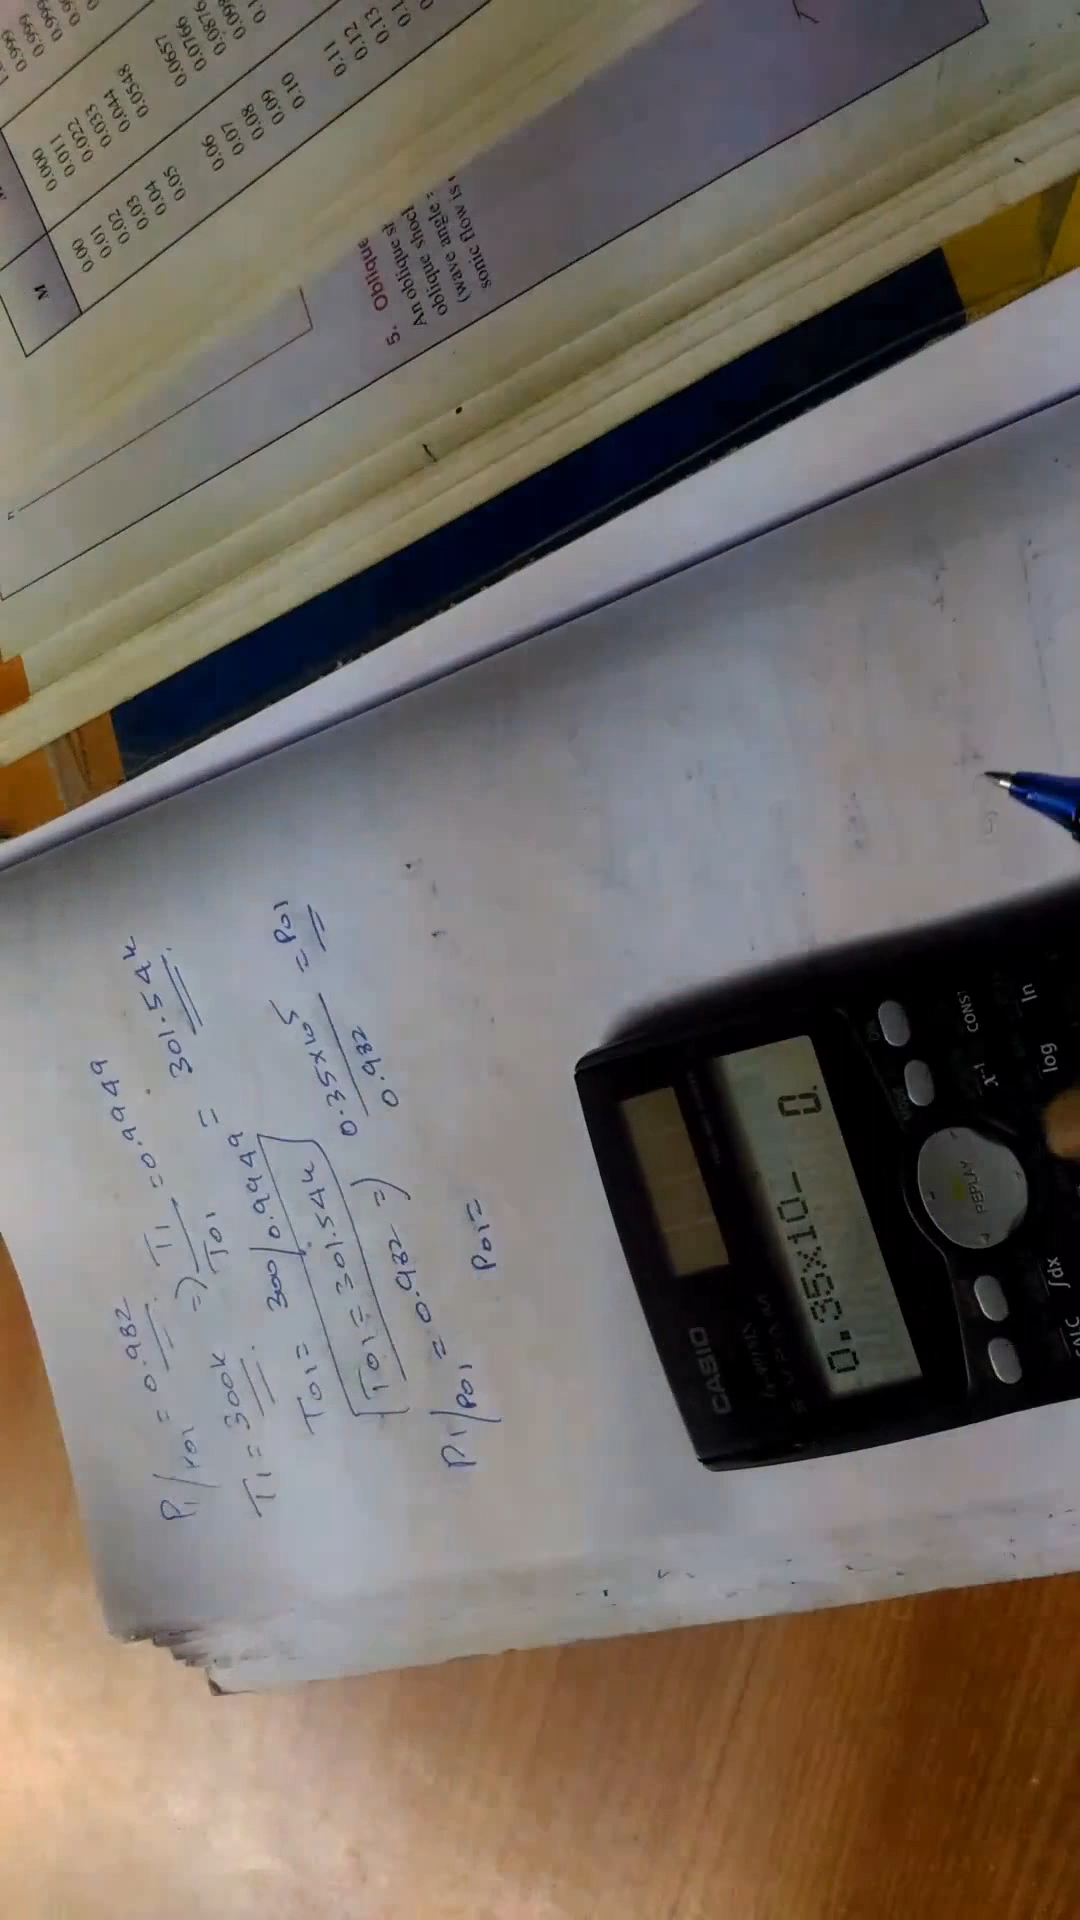 M
0.00 0.000
0.01 0.011
0.02 0.022
0.03 0.033
0.04 0.044
0.05 0.0548
0.06 0.0657
0.07 0.0766
0.08 0.0876
0.09
0.10
0.11
0.12
0.13
5. Oblique
An oblique
oblique
(wave angle =
sonic flow is
P1/P01 = 0.982 => T1/T01 = 0.9949
T1 = 300K
T01 = 300/0.9949 = 301.54K
T01 = 301.54K
P1/P01 = 0.982 => 0.35×105/0.982 = P01
P01 =
CASIO
0.35×10_
0.
REPLAY
ON
x-1 CONST
log ln
∫dx